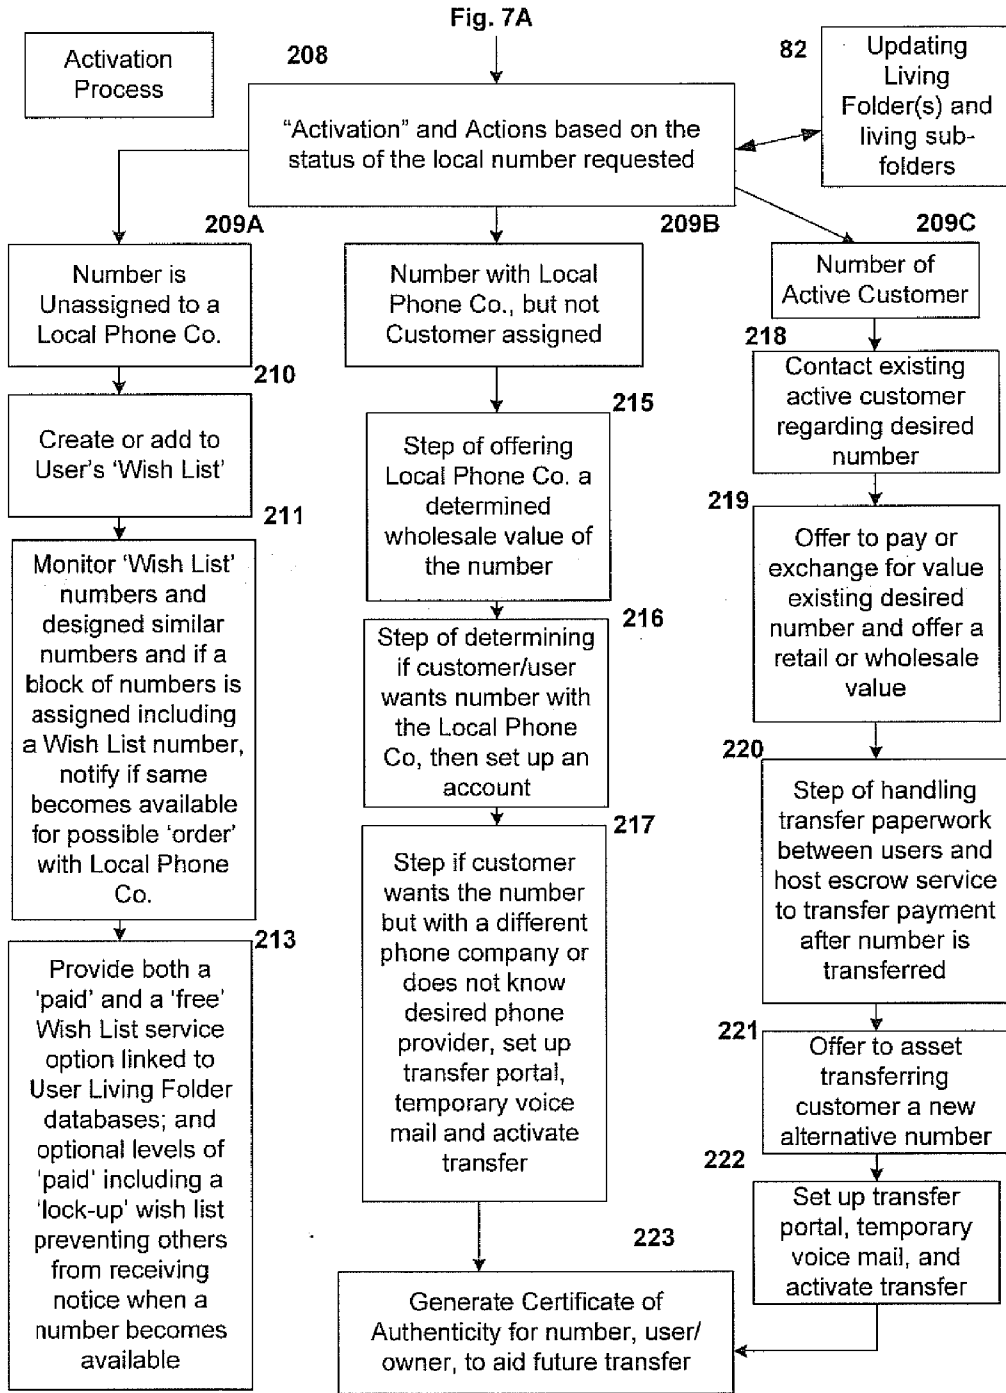 Fig. 7A
Activation
Process
208
"Activation" and Actions based on the
status of the local number requested
82
Updating
Living
Folder(s) and
living sub-
folders
209A
Number is
Unassigned to a
Local Phone Co.
210
Create or add to
User's 'Wish List'
211
Monitor 'Wish List'
numbers and
designed similar
numbers and if a
block of numbers is
assigned including
a Wish List number,
notify if same
becomes available
for possible 'order'
with Local Phone
Co.
213
Provide both a
'paid' and a 'free'
Wish List service
option linked to
User Living Folder
databases; and
optional levels of
'paid' including a
'lock-up' wish list
preventing others
from receiving
notice when a
number becomes
available
209B
Number with Local
Phone Co., but not
Customer assigned
215
Step of offering
Local Phone Co. a
determined
wholesale value of
the number
216
Step of determining
if customer/user
wants number with
the Local Phone
Co, then set up an
account
217
Step if customer
wants the number
but with a different
phone company or
does not know
desired phone
provider, set up
transfer portal,
temporary voice
mail and activate
transfer
209C
Number of
Active Customer
218
Contact existing
active customer
regarding desired
number
219
Offer to pay or
exchange for value
existing desired
number and offer a
retail or wholesale
value
220
Step of handling
transfer paperwork
between users and
host escrow service
to transfer payment
after number is
transferred
221
Offer to asset
transferring
customer a new
alternative number
222
Set up transfer
portal, temporary
voice mail, and
activate transfer
223
Generate Certificate of
Authenticity for number, user/
owner, to aid future transfer